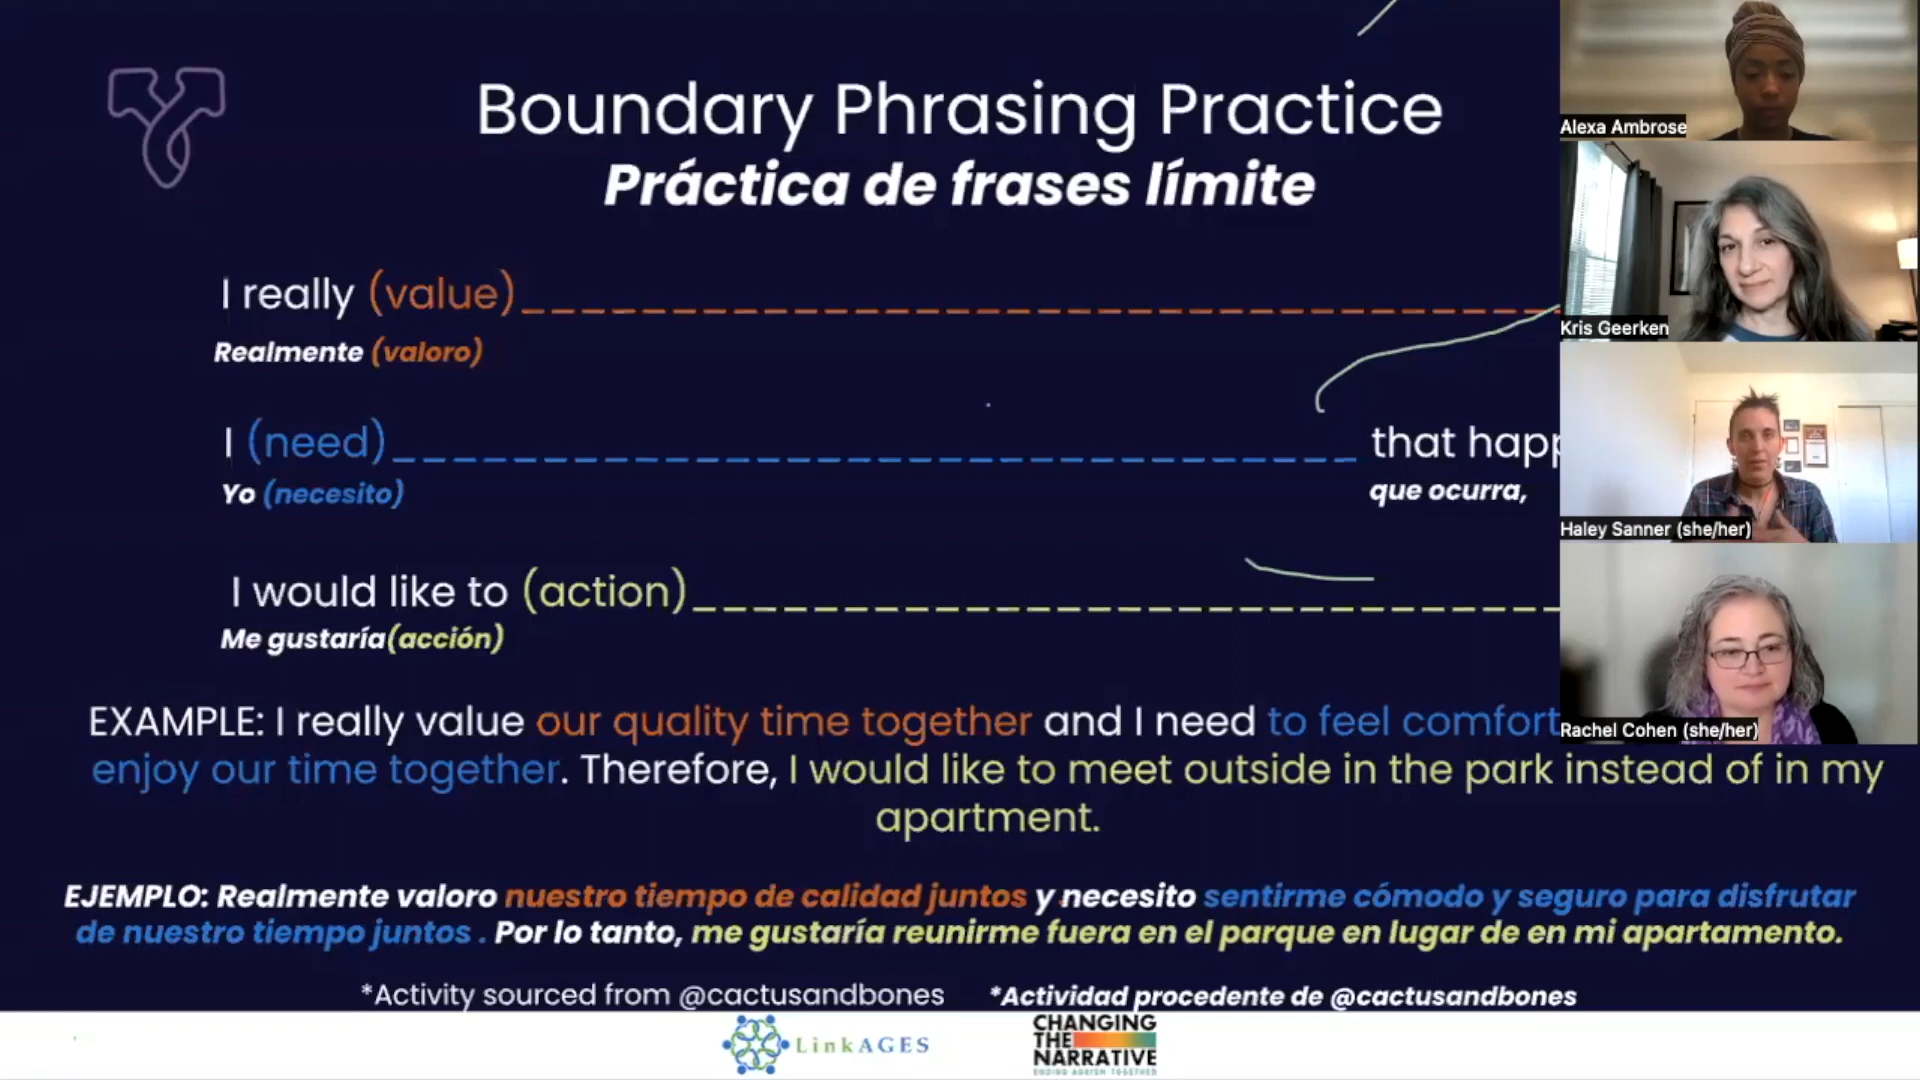 Boundary Phrasing Practice
Práctica de frases límite
I really (value)
Realmente (valoro)
I (need) that happ
Yo (necesito) que ocurra,
I would like to (action)
Me gustaría(acción)
EXAMPLE: I really value our quality time together and I need to feel comfort
enjoy our time together. Therefore, I would like to meet outside in the park instead of in my
apartment.
EJEMPLO: Realmente valoro nuestro tiempo de calidad juntos y necesito sentirme cómodo y seguro para disfrutar
de nuestro tiempo juntos . Por lo tanto, me gustaría reunirme fuera en el parque en lugar de en mi apartamento.
*Activity sourced from @cactusandbones *Actividad procedente de @cactusandbones
LinkAGES
CHANGING
THE
NARRATIVE
ENDING AGEISM TOGETHER
Alexa Ambrose
Kris Geerken
Haley Sanner (she/her)
Rachel Cohen (she/her)